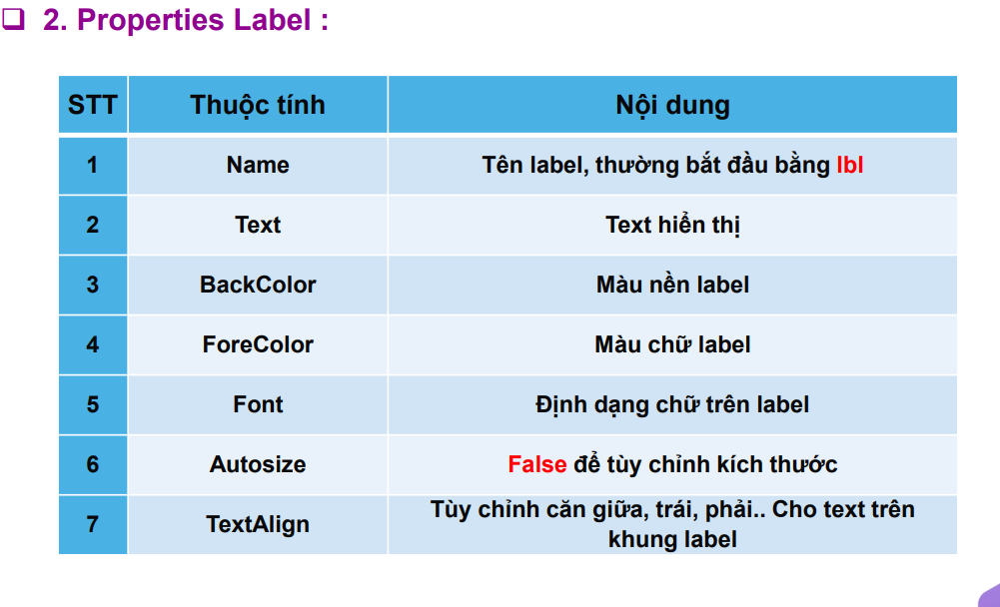 2. Properties Label :
STT Thuộc tính Nội dung
1 Name Tên label, thường bắt đầu bằng lbl
2 Text Text hiển thị
3 BackColor Màu nền label
4 ForeColor Màu chữ label
5 Font Định dạng chữ trên label
6 Autosize False để tùy chỉnh kích thước
7 TextAlign Tùy chỉnh căn giữa, trái, phải.. Cho text trên
khung label